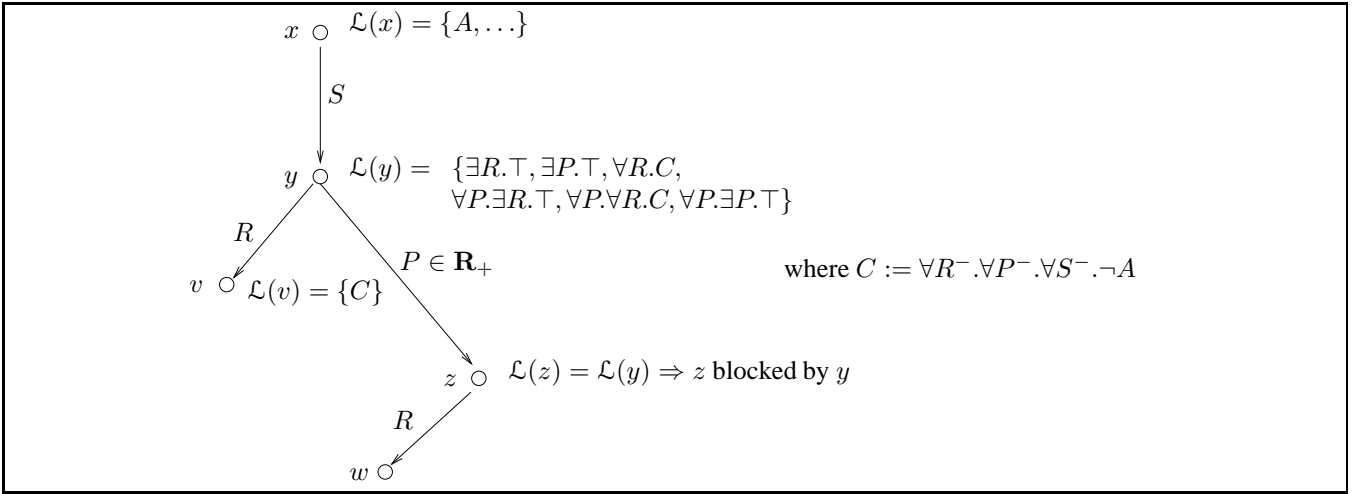 x ℒ(x) = {A, . . .}
S
y ℒ(y) = {∃R.⊤, ∃P.⊤, ∀R.C,
∀P.∃R.⊤, ∀P.∀R.C, ∀P.∃P.⊤}
R
P ∈ R₊
where C := ∀R⁻.∀P⁻.∀S⁻.¬A
v ℒ(v) = {C}
z ℒ(z) = ℒ(y) ⇒ z blocked by y
R
w